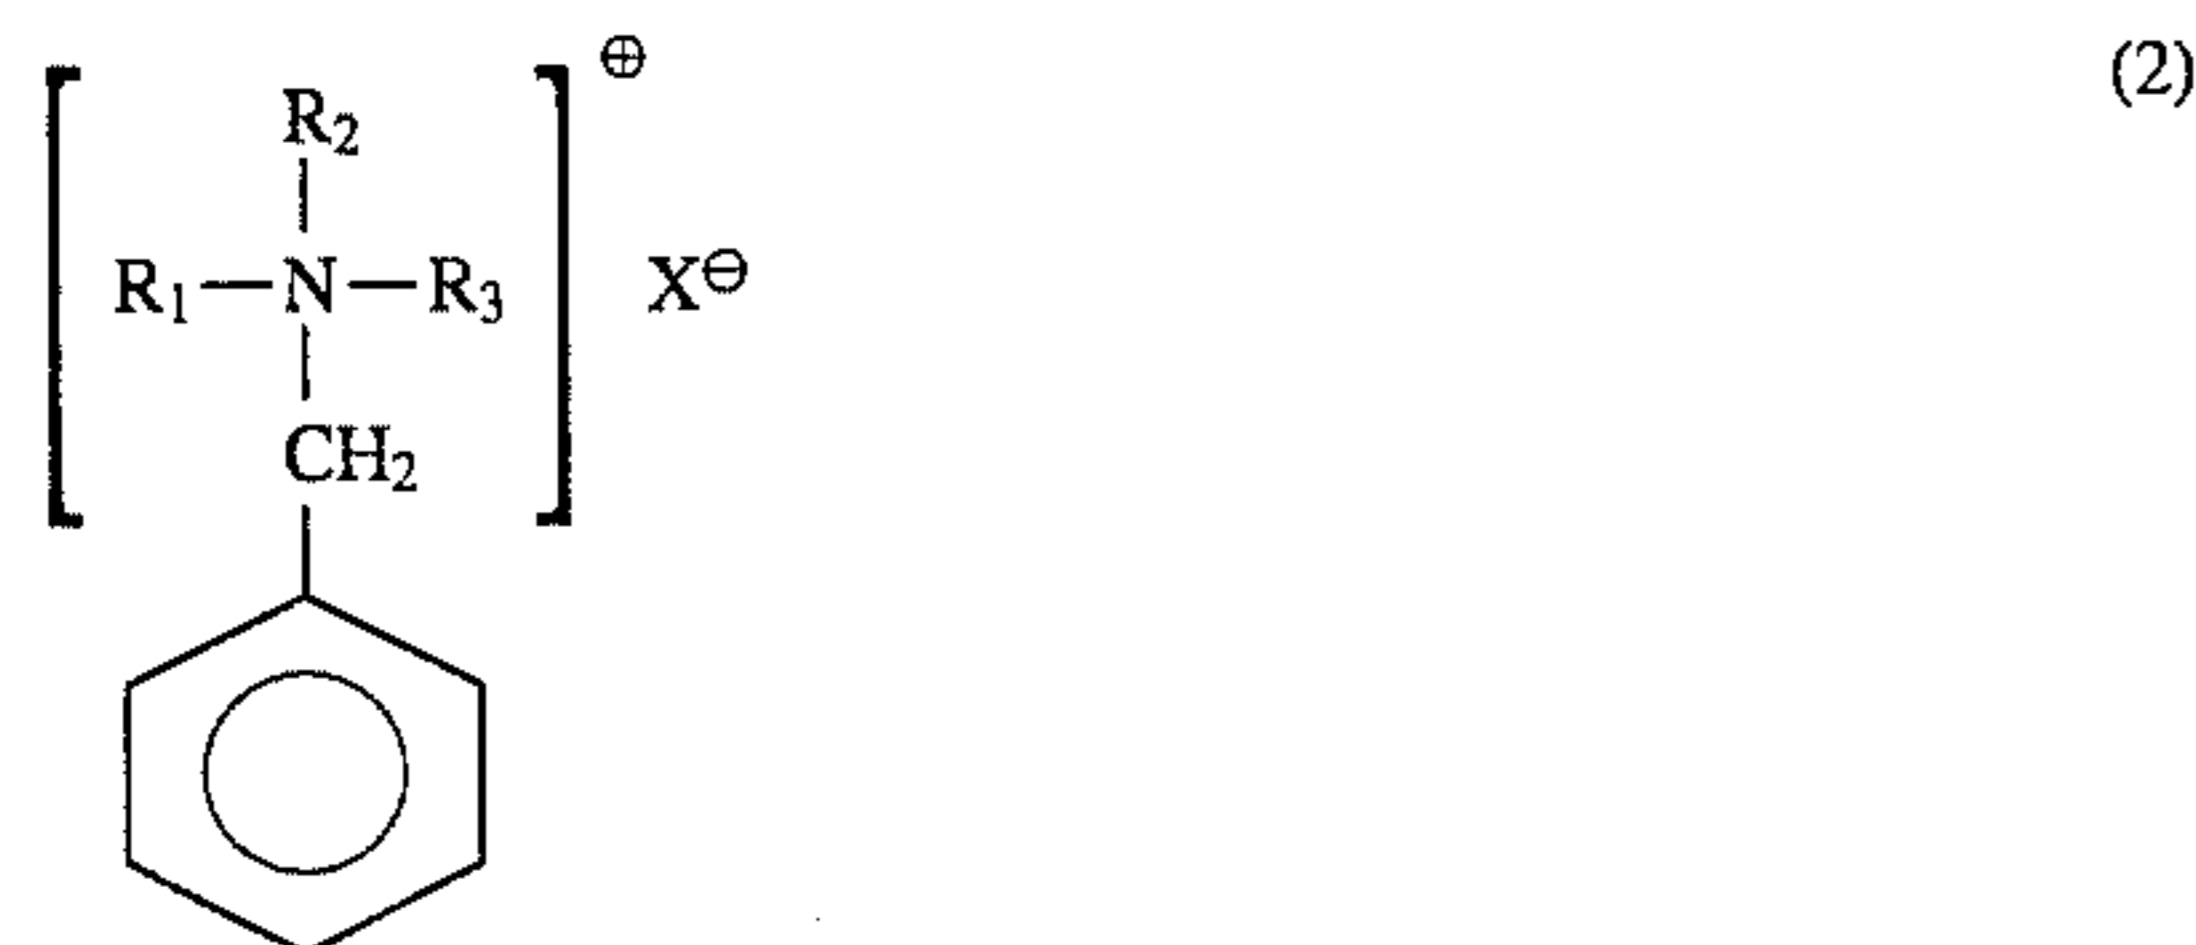 ⊕ (2)
R₂
R₁—N—R₃ X⊖
CH₂